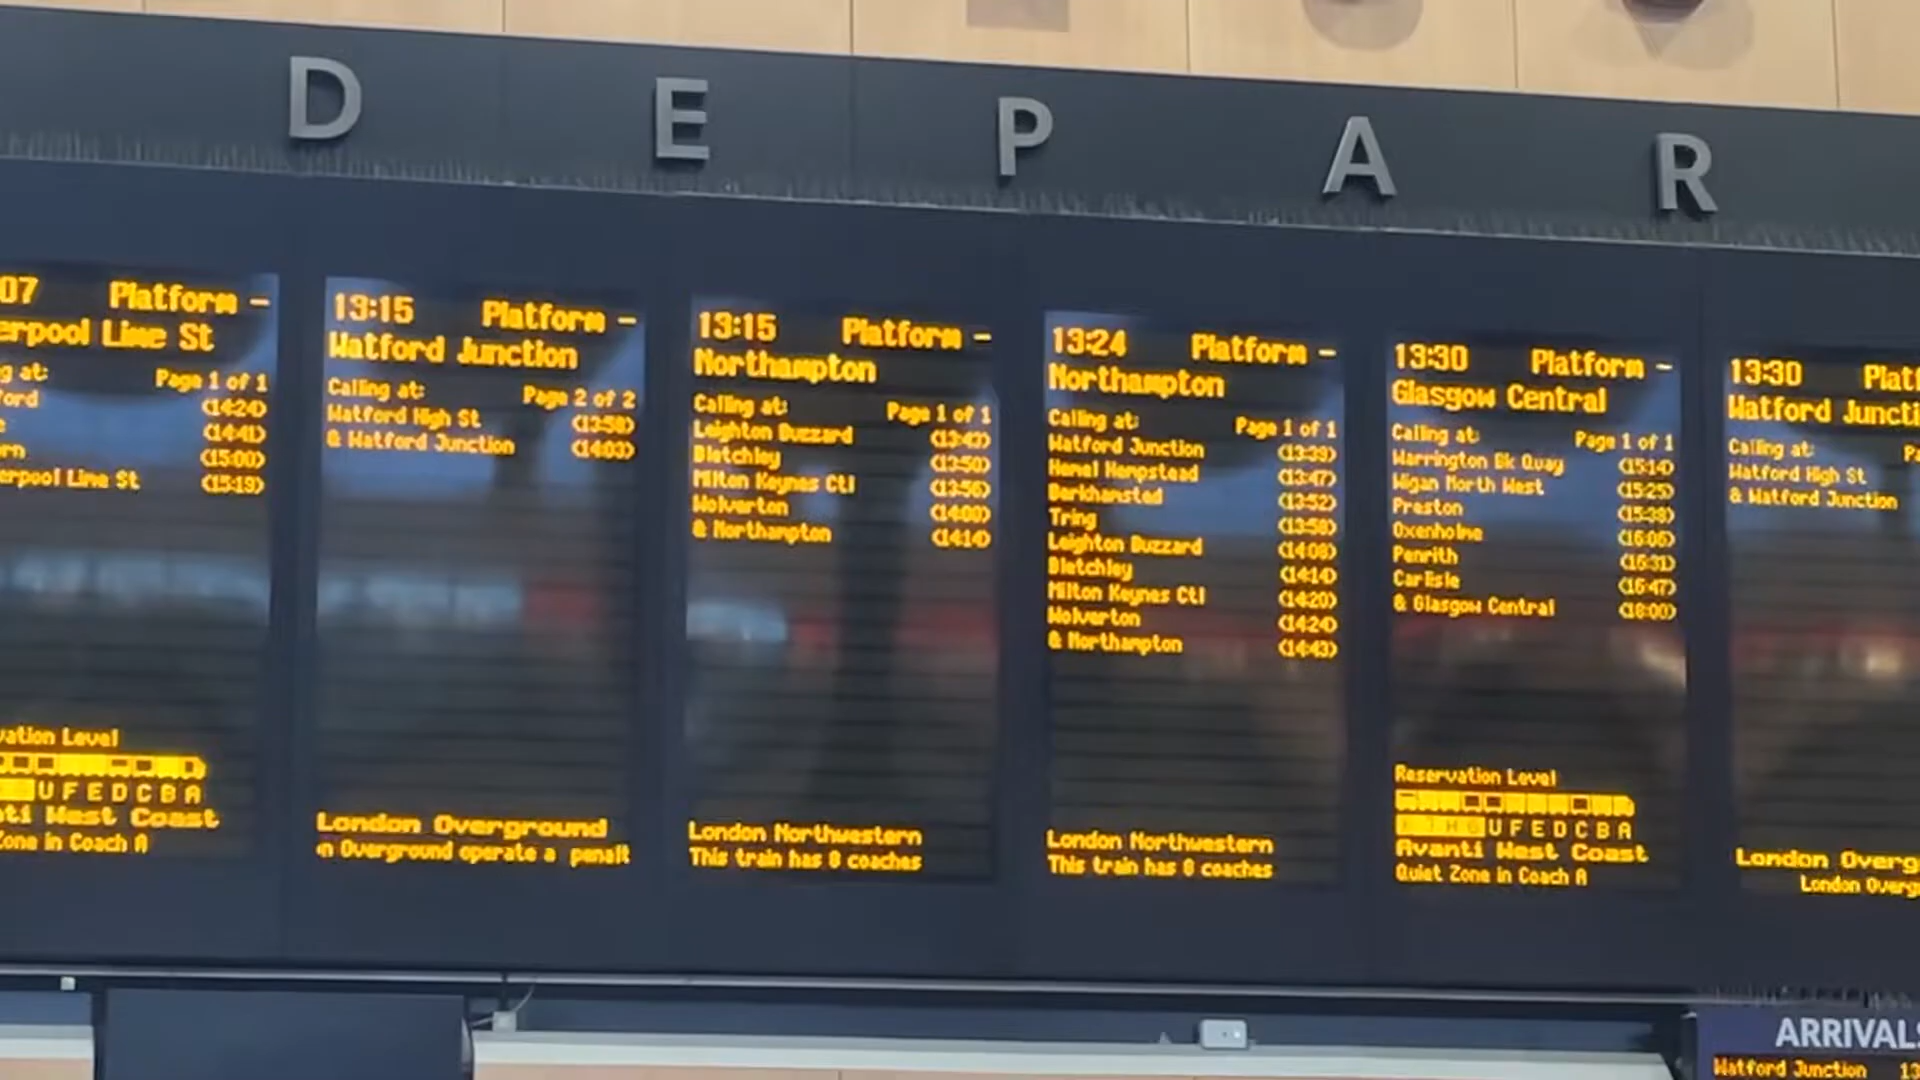 D E P A R
07 Platform -
erpool Lime St
g at: Page 1 of 1
ford (14:24)
e (14:41)
rn (15:00)
erpool Lime St (15:19)
vation Level
U F E D C B A
ti West Coast
Zone in Coach A
13:15 Platform -
Watford Junction
Calling at: Page 2 of 2
Watford High St (13:58)
& Watford Junction (14:03)
London Overground
n Overground operate a penalt
13:15 Platform -
Northampton
Calling at: Page 1 of 1
Leighton Buzzard (13:43)
Bletchley (13:50)
Milton Keynes Ctl (13:56)
Wolverton (14:00)
& Northampton (14:14)
London Northwestern
This train has 8 coaches
13:24 Platform -
Northampton
Calling at: Page 1 of 1
Watford Junction (13:39)
Hemel Hempstead (13:47)
Berkhamsted (13:52)
Tring (13:58)
Leighton Buzzard (14:08)
Bletchley (14:14)
Milton Keynes Ctl (14:20)
Wolverton (14:24)
& Northampton (14:43)
London Northwestern
This train has 8 coaches
13:30 Platform -
Glasgow Central
Calling at: Page 1 of 1
Warrington Bk Quay (15:14)
Wigan North West (15:25)
Preston (15:38)
Oxenholme (16:06)
Penrith (16:31)
Carlisle (16:47)
& Glasgow Central (18:00)
Reservation Level
U F E D C B A
Avanti West Coast
Quiet Zone in Coach A
13:30 Platf
Watford Juncti
Calling at: Pa
Watford High St
& Watford Junction
London Overg
London Overg
ARRIVALS
Watford Junction 13